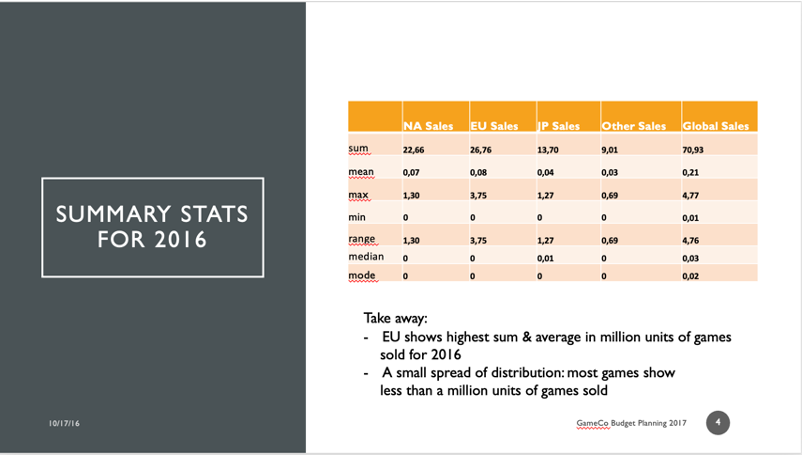 SUMMARY STATS
FOR 2016
NA Sales EU Sales JP Sales Other Sales Global Sales
sum 22,66 26,76 13,70 9,01 70,93
mean 0,07 0,08 0,04 0,03 0,21
max 1,30 3,75 1,27 0,69 4,77
min 0 0 0 0 0,01
range 1,30 3,75 1,27 0,69 4,76
median 0 0 0,01 0 0,03
mode 0 0 0 0 0,02
Take away:
- EU shows highest sum & average in million units of games
sold for 2016
- A small spread of distribution: most games show
less than a million units of games sold
10/17/16
GameCo Budget Planning 2017
4